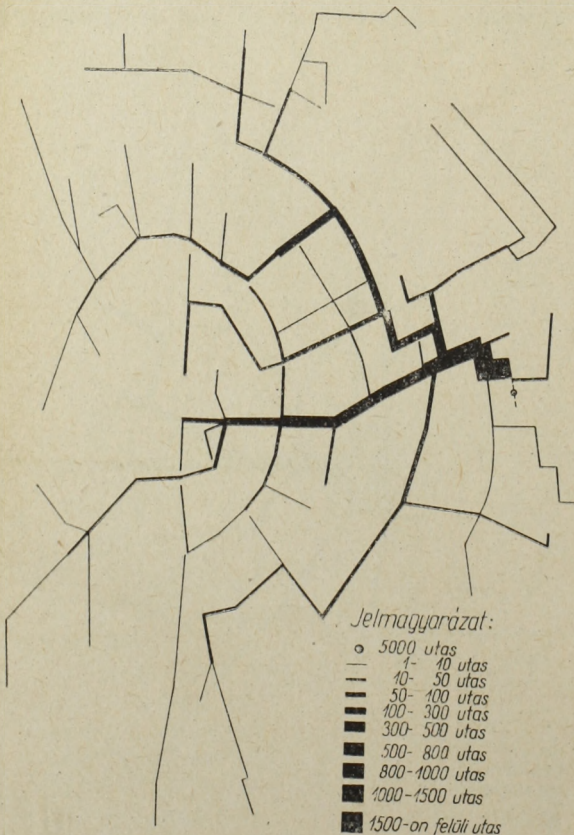 Jelmagyarázat:
5000 utas
1- 10 utas
10- 50 utas
50- 100 utas
100- 300 utas
300- 500 utas
500- 800 utas
800-1000 utas
1000-1500 utas
1500-on felüli utas